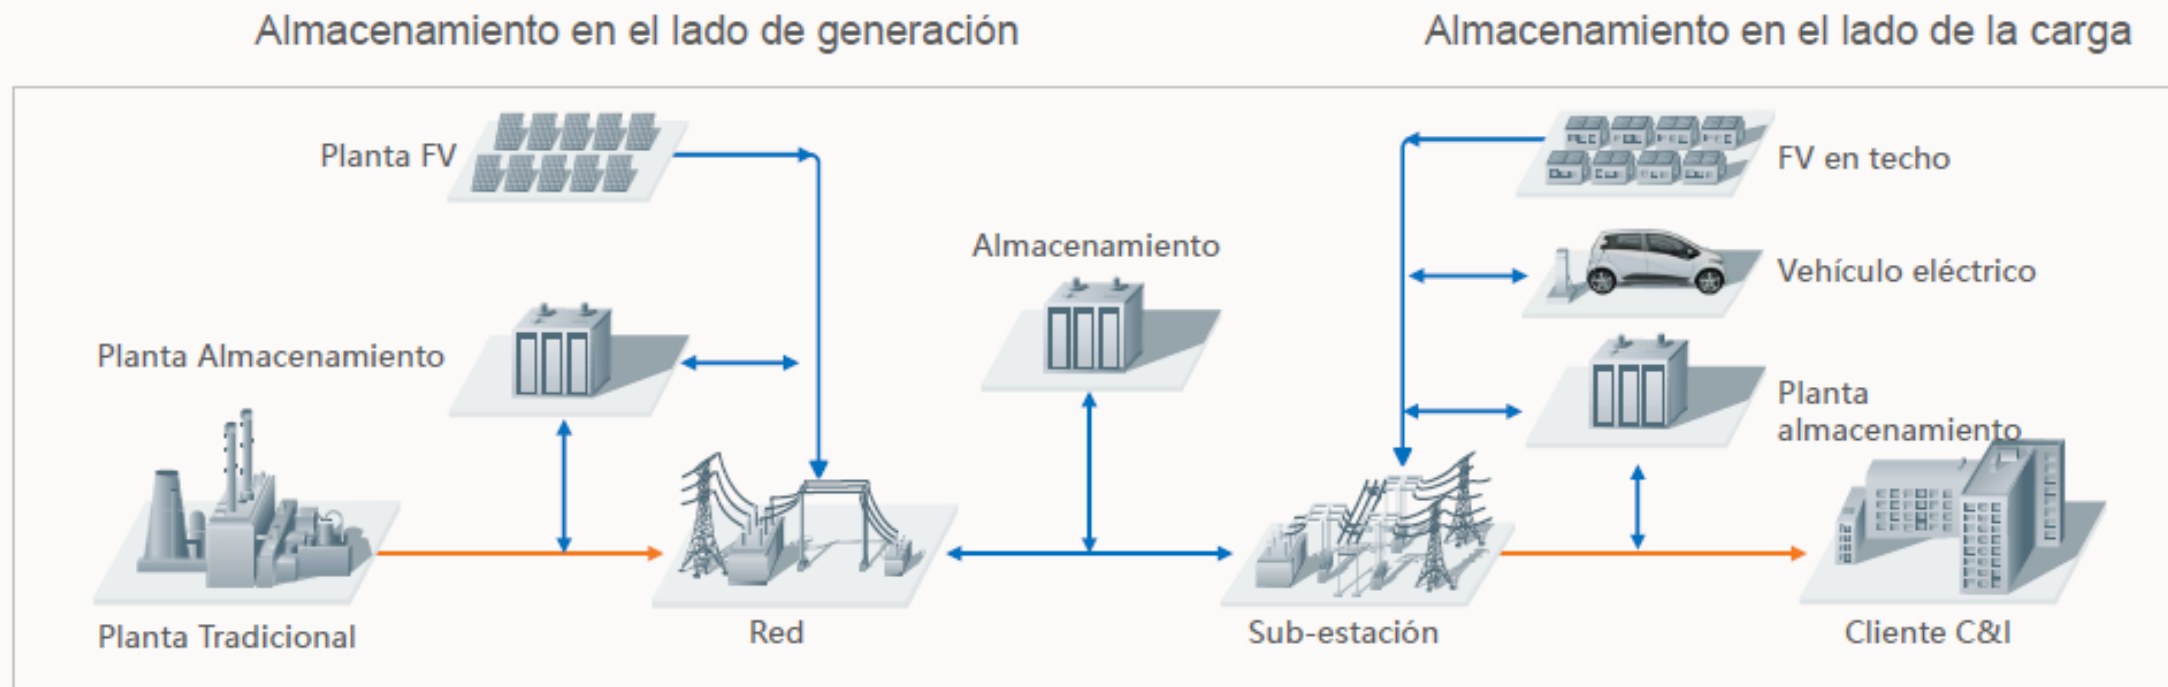 Almacenamiento en el lado de generación
Almacenamiento en el lado de la carga
Planta FV
FV en techo
Almacenamiento
Vehículo eléctrico
Planta Almacenamiento
Planta
almacenamiento
Planta Tradicional
Red
Sub-estación
Cliente C&I